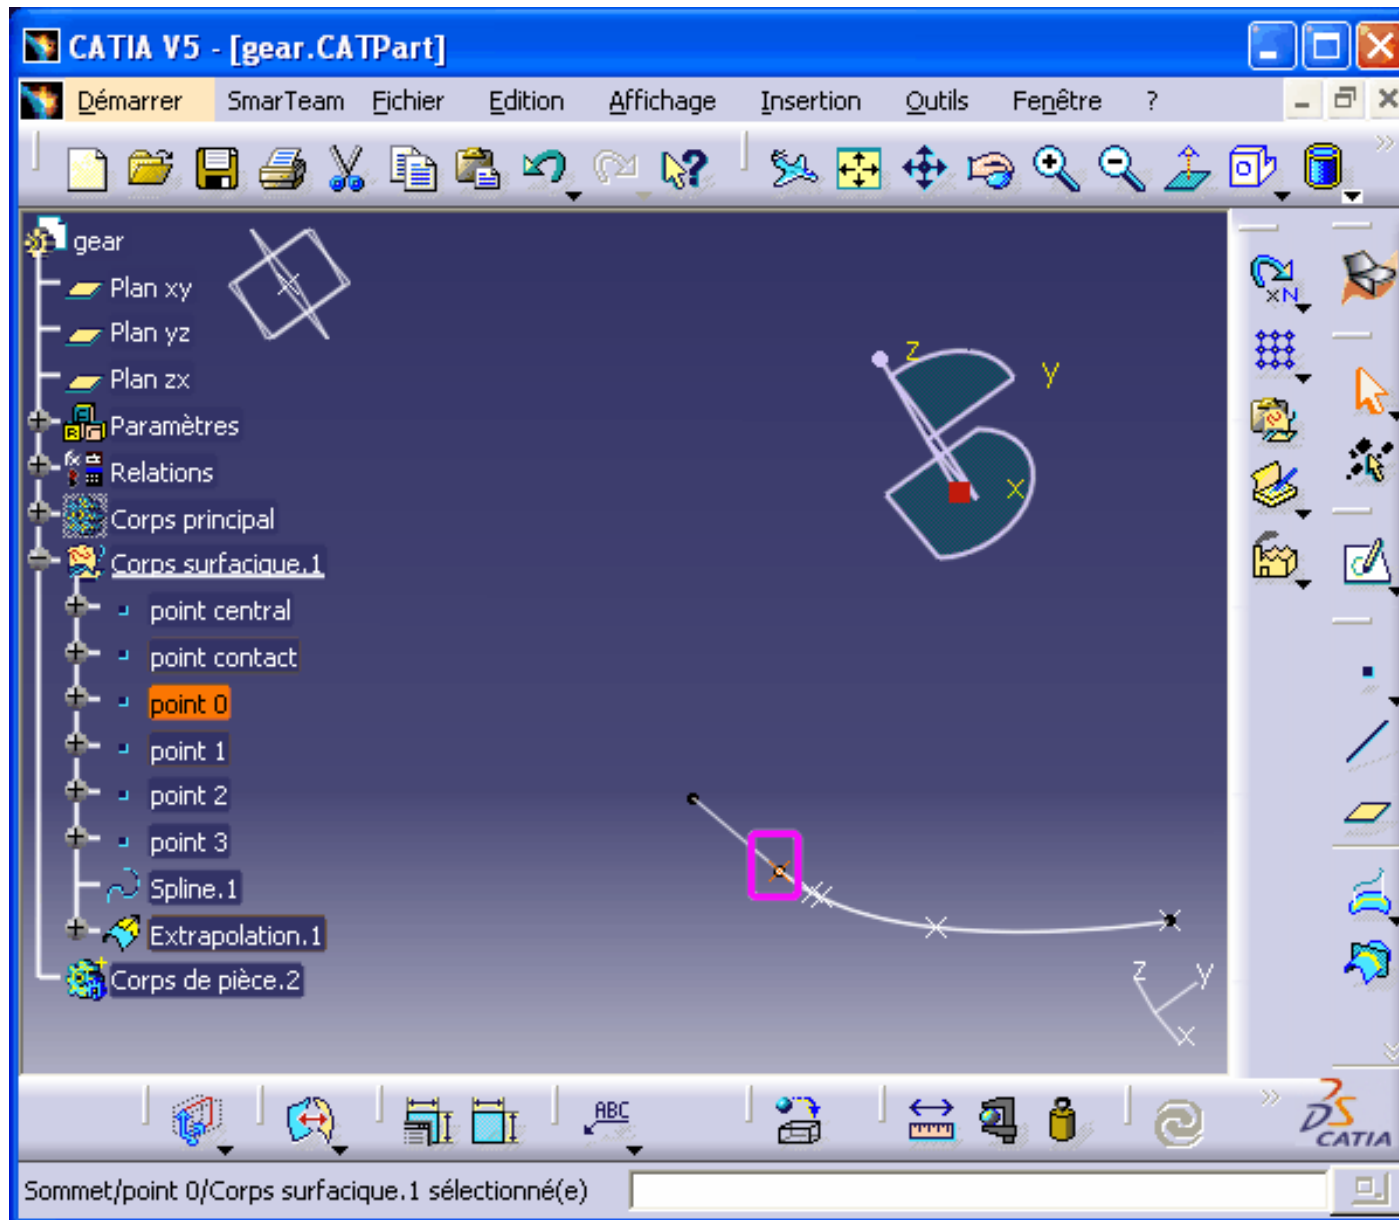 CATIA V5 - [gear.CATPart]
Démarrer SmarTeam Fichier Edition Affichage Insertion Outils Fenêtre ?
gear
Plan xy
Plan yz
Plan zx
Paramètres
Relations
Corps principal
Corps surfacique.1
point central
point contact
point 0
point 1
point 2
point 3
Spline.1
Extrapolation.1
Corps de pièce.2
z
y
x
z
y
x
xN
ABC
DS
CATIA
Sommet/point 0/Corps surfacique.1 sélectionné(e)